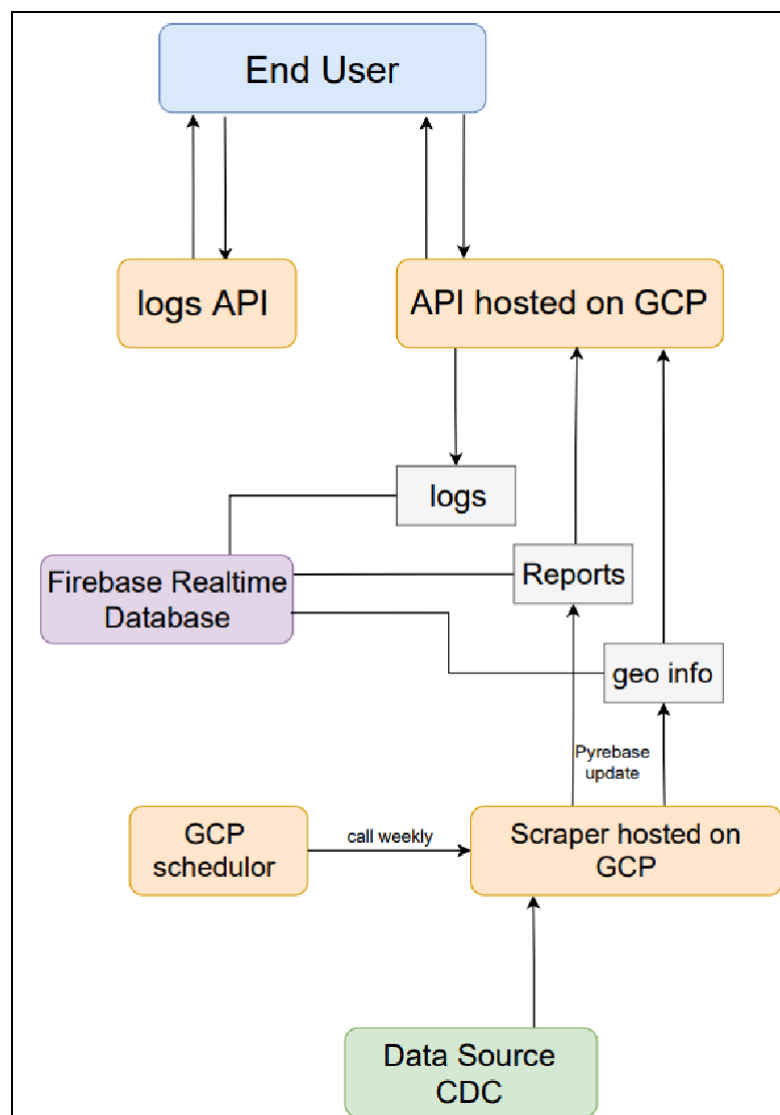 End User
logs API
API hosted on GCP
logs
Firebase Realtime
Database
Reports
geo info
Pyrebase
update
GCP
schedulor
call weekly
Scraper hosted on
GCP
Data Source
CDC